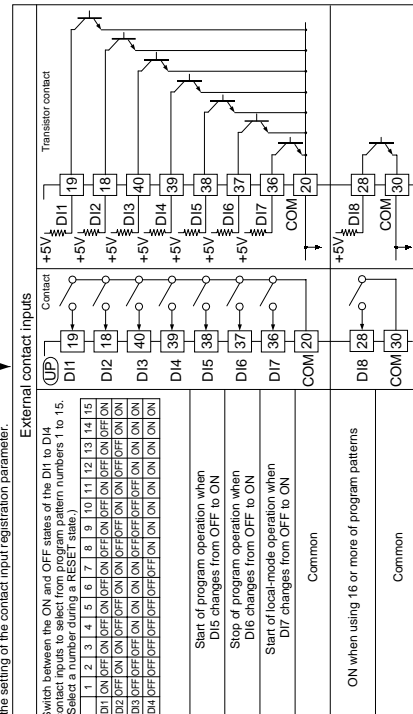 the setting of the contact input registration parameter.
External contact inputs
Switch between the ON and OFF states of the DI1 to DI4
contact inputs to select from program pattern numbers 1 to 15.
Select a number during a RESET state.)
1 2 3 4 5 6 7 8 9 10 11 12 13 14 15
DI1 ON OFF ON OFF ON OFF ON OFF ON OFF ON OFF ON OFF ON
DI2 OFF ON ON OFF OFF ON ON OFF OFF ON ON OFF OFF ON ON
DI3 OFF OFF OFF ON ON ON ON OFF OFF OFF OFF ON ON ON ON
DI4 OFF OFF OFF OFF OFF OFF OFF ON ON ON ON ON ON ON ON
Start of program operation when
DI5 changes from OFF to ON
Stop of program operation when
DI6 changes from OFF to ON
Start of local-mode operation when
DI7 changes from OFF to ON
Common
ON when using 16 or more of program patterns
Common
Contact
UP
DI1 19
DI2 18
DI3 40
DI4 39
DI5 38
DI6 37
DI7 36
COM 20
DI8 28
COM 30
Transistor contact
+5V DI1 19
+5V DI2 18
+5V DI3 40
+5V DI4 39
+5V DI5 38
+5V DI6 37
+5V DI7 36
COM 20
+5V DI8 28
COM 30